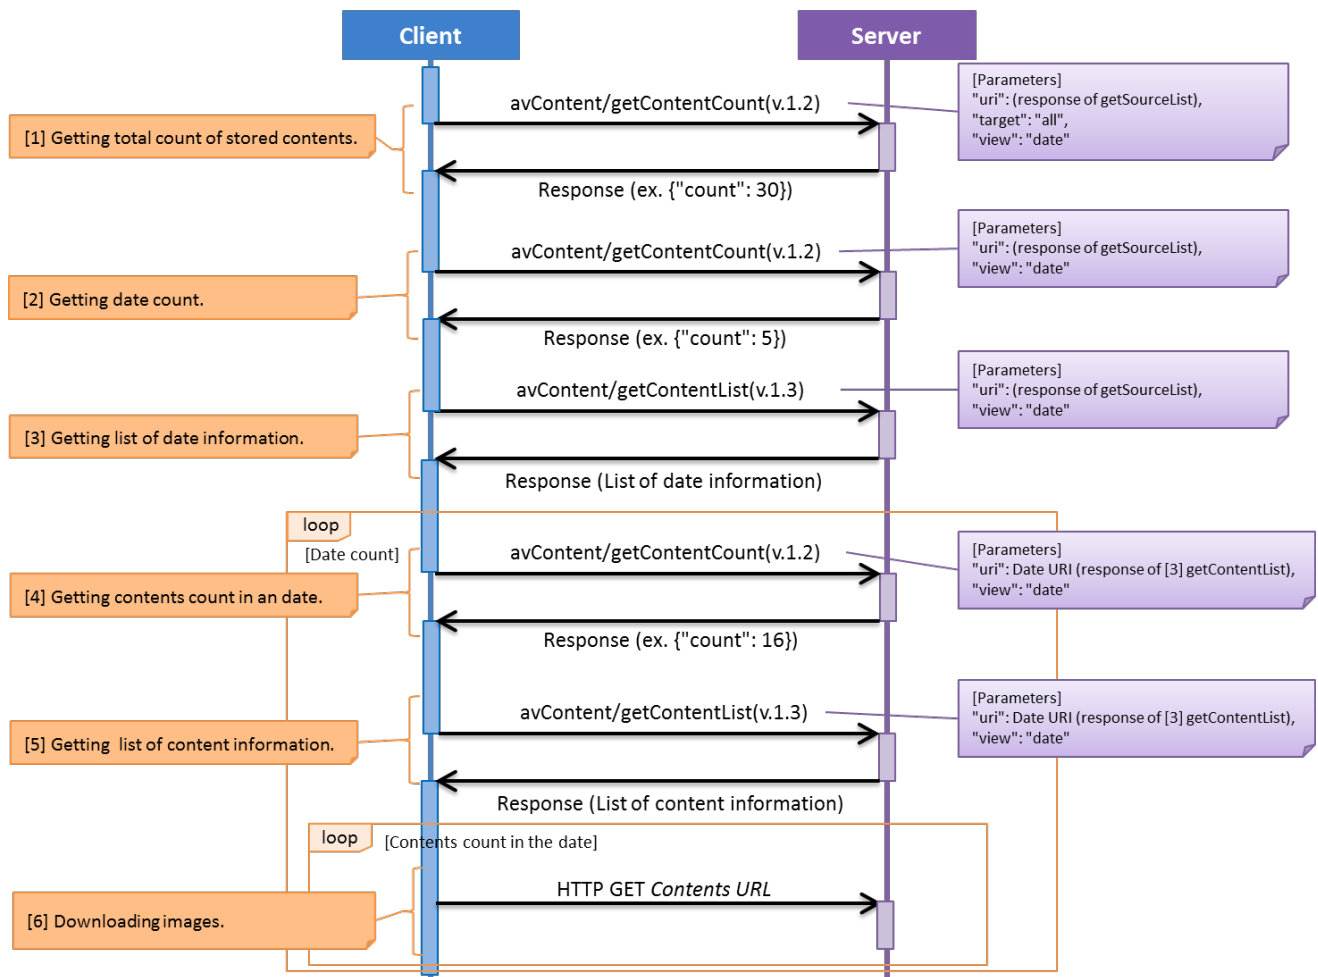 Client
Server
avContent/getContentCount(v.1.2)
[Parameters]
"uri": (response of getSourceList),
"target": "all",
"view": "date"
[1] Getting total count of stored contents.
Response (ex. {"count": 30})
avContent/getContentCount(v.1.2)
[Parameters]
"uri": (response of getSourceList),
"view": "date"
[2] Getting date count.
Response (ex. {"count": 5})
avContent/getContentList(v.1.3)
[Parameters]
"uri": (response of getSourceList),
"view": "date"
[3] Getting list of date information.
Response (List of date information)
loop
[Date count]
avContent/getContentCount(v.1.2)
[Parameters]
"uri": Date URI (response of [3] getContentList),
"view": "date"
[4] Getting contents count in an date.
Response (ex. {"count": 16})
avContent/getContentList(v.1.3)
[Parameters]
"uri": Date URI (response of [3] getContentList),
"view": "date"
[5] Getting  list of content information.
Response (List of content information)
loop
[Contents count in the date]
HTTP GET Contents URL
[6] Downloading images.